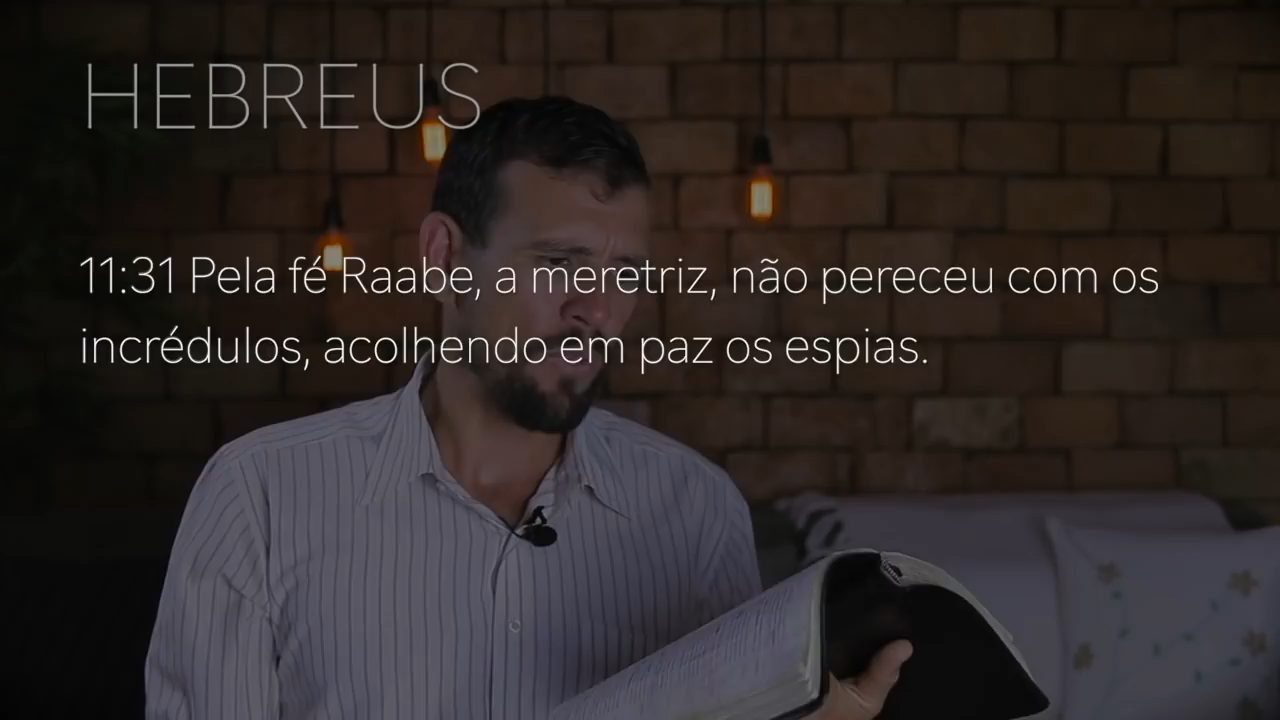 HEBREUS
11:31 Pela fé Raabe, a meretriz, não pereceu com os
incrédulos, acolhendo em paz os espias.